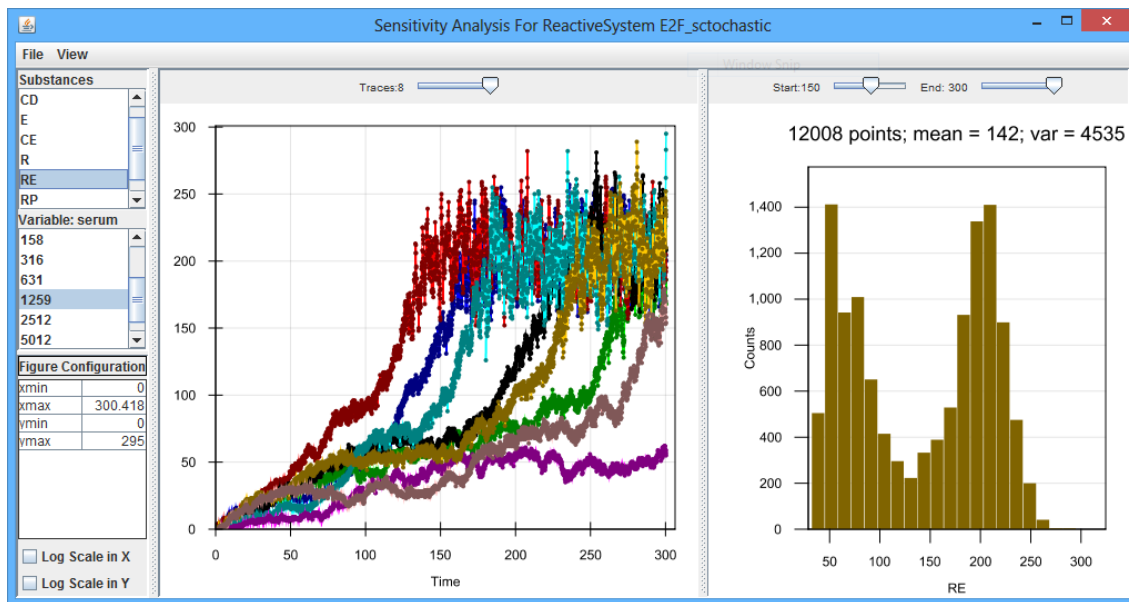 Sensitivity Analysis For ReactiveSystem E2F_sctochastic
File View
Window Snip
Substances
CD
E
CE
R
RE
RP
Variable: serum
158
316
631
1259
2512
5012
Figure Configuration
xmin 0
xmax 300.418
ymin 0
ymax 295
Log Scale in X
Log Scale in Y
Traces:8
300
250
200
150
100
50
0
0 50 100 150 200 250 300
Time
Start:150 End: 300
12008 points; mean = 142; var = 4535
Counts
1,400
1,200
1,000
800
600
400
200
0
50 100 150 200 250 300
RE